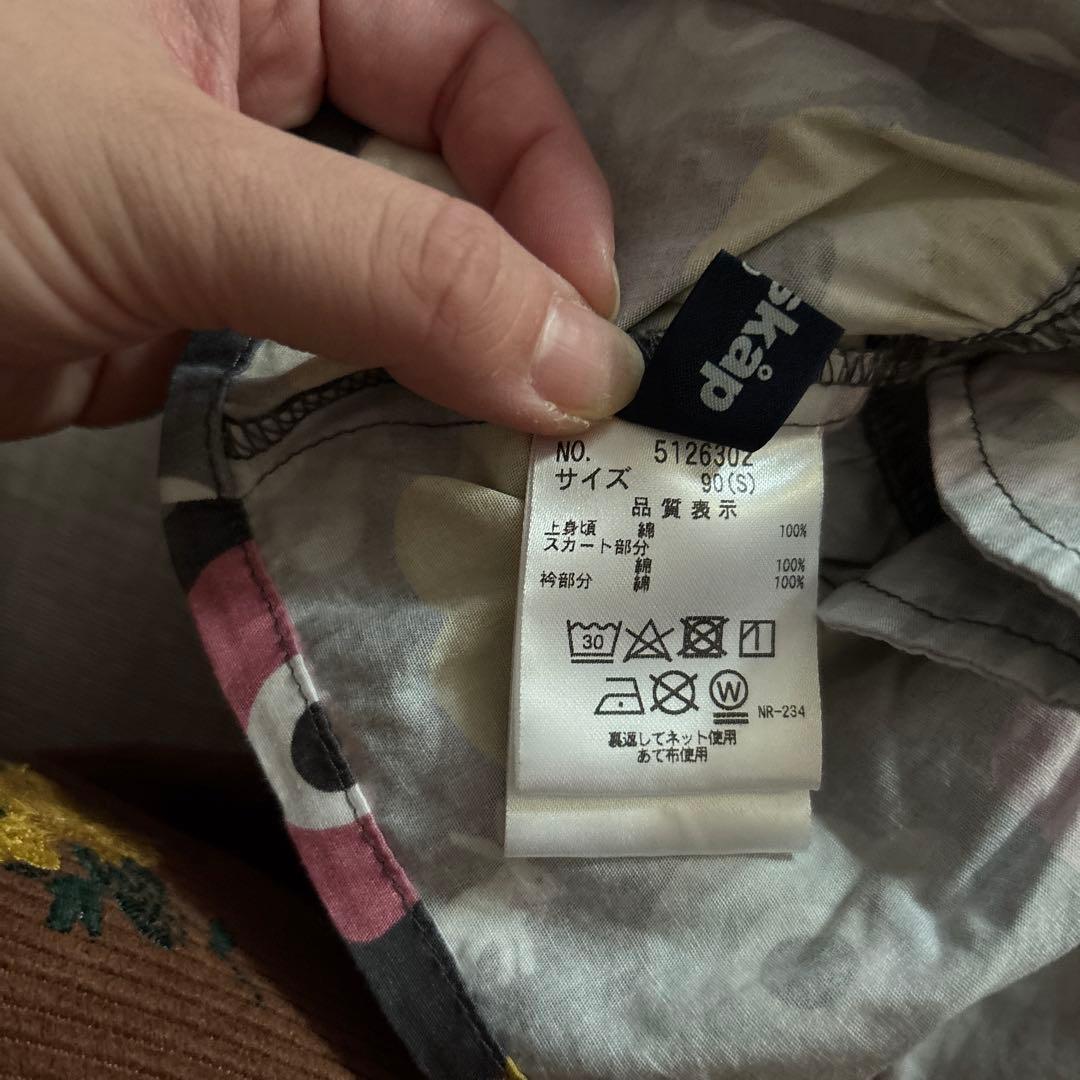 skåp
NO. 5126302
サイズ 90(S)
品質表示
上身頃 綿 100%
スカート部分
綿 100%
衿部分 綿 100%
30
W
NR-234
裏返してネット使用
あて布使用